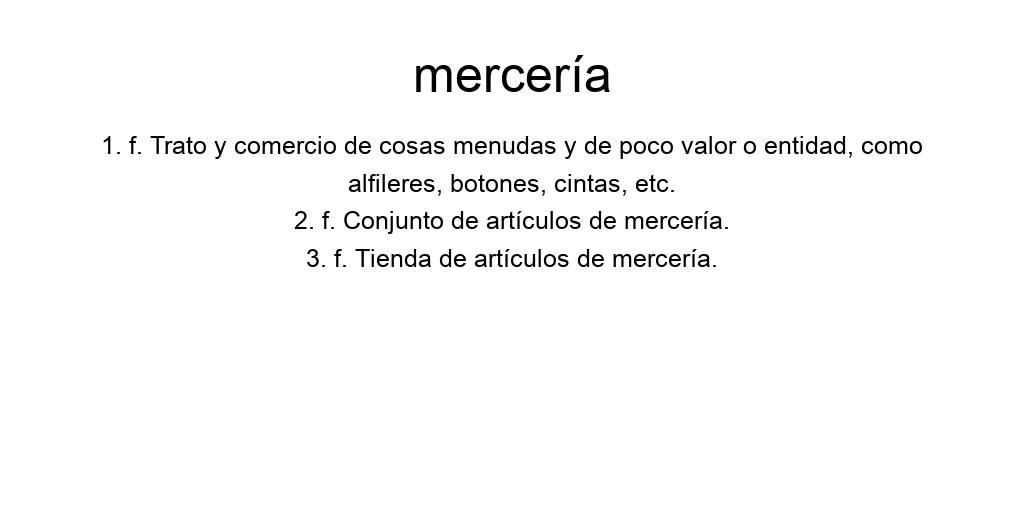 mercería
1. f. Trato y comercio de cosas menudas y de poco valor o entidad, como
alfileres, botones, cintas, etc.
2. f. Conjunto de artículos de mercería.
3. f. Tienda de artículos de mercería.